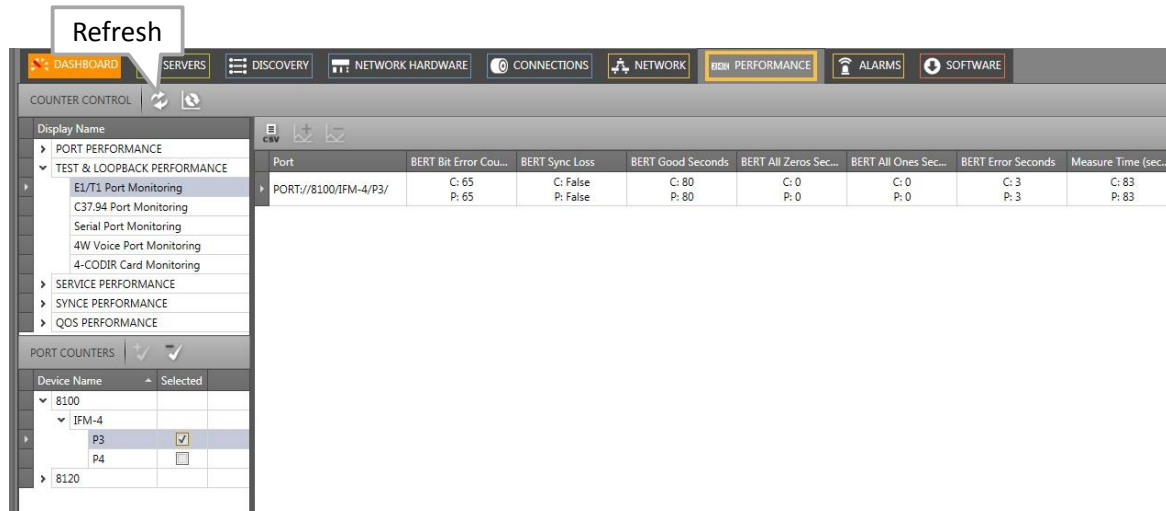 Refresh
DASHBOARD SERVERS DISCOVERY NETWORK HARDWARE CONNECTIONS NETWORK PERFORMANCE ALARMS SOFTWARE
COUNTER CONTROL
Display Name
PORT PERFORMANCE
TEST & LOOPBACK PERFORMANCE
E1/T1 Port Monitoring
C37.94 Port Monitoring
Serial Port Monitoring
4W Voice Port Monitoring
4-CODIR Card Monitoring
SERVICE PERFORMANCE
SYNCE PERFORMANCE
QOS PERFORMANCE
CSV
Port BERT Bit Error Cou... BERT Sync Loss BERT Good Seconds BERT All Zeros Sec... BERT All Ones Sec... BERT Error Seconds Measure Time (sec...
PORT://8100/IFM-4/P3/
C: 65 C: False C: 80 C: 0 C: 0 C: 3 C: 83
P: 65 P: False P: 80 P: 0 P: 0 P: 3 P: 83
PORT COUNTERS
Device Name Selected
8100
IFM-4
P3
P4
8120